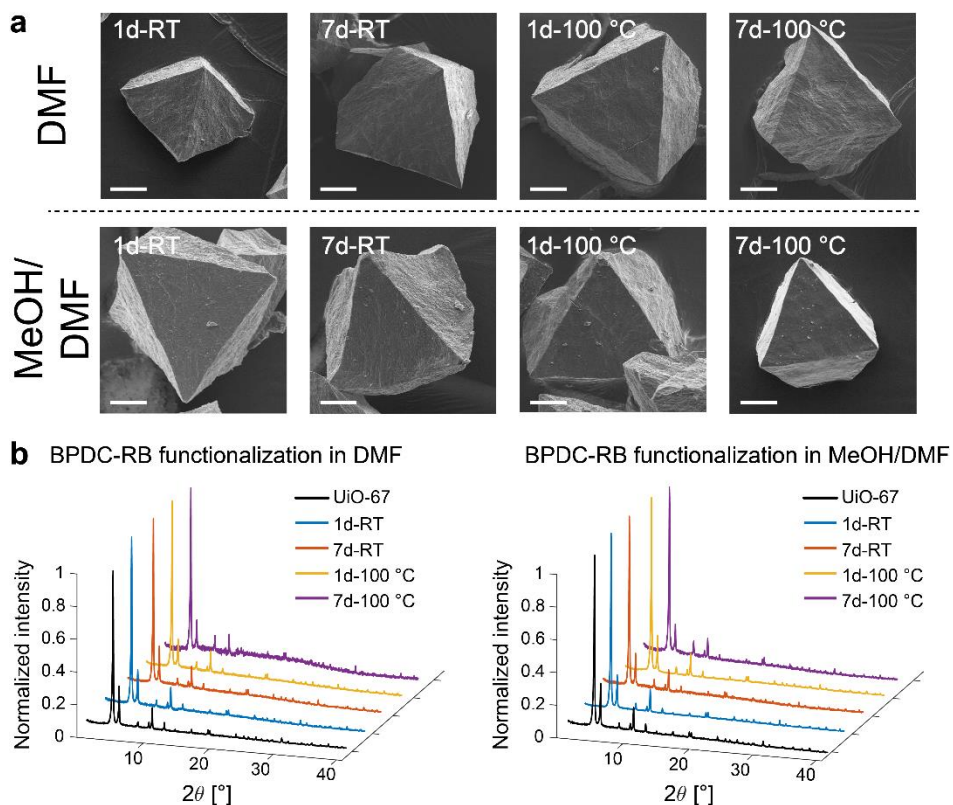 a
1d-RT 7d-RT 1d-100 °C 7d-100 °C
DMF
1d-RT 7d-RT 1d-100 °C 7d-100 °C
MeOH/
DMF
b BPDC-RB functionalization in DMF
UiO-67
1d-RT
7d-RT
1d-100 °C
7d-100 °C
Normalized intensity
1
0.8
0.6
0.4
0.2
0
10 20 30 40
2θ [°]
BPDC-RB functionalization in MeOH/DMF
UiO-67
1d-RT
7d-RT
1d-100 °C
7d-100 °C
Normalized intensity
1
0.8
0.6
0.4
0.2
0
10 20 30 40
2θ [°]